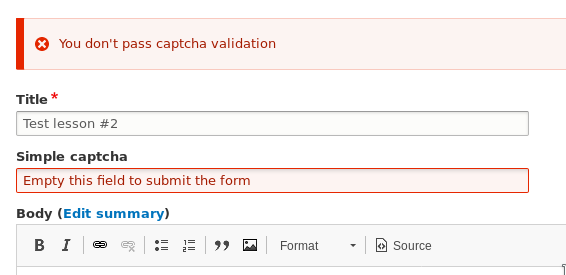 You don't pass captcha validation
Title *
Test lesson #2
Simple captcha
Empty this field to submit the form
Body (Edit summary)
B I Format Source